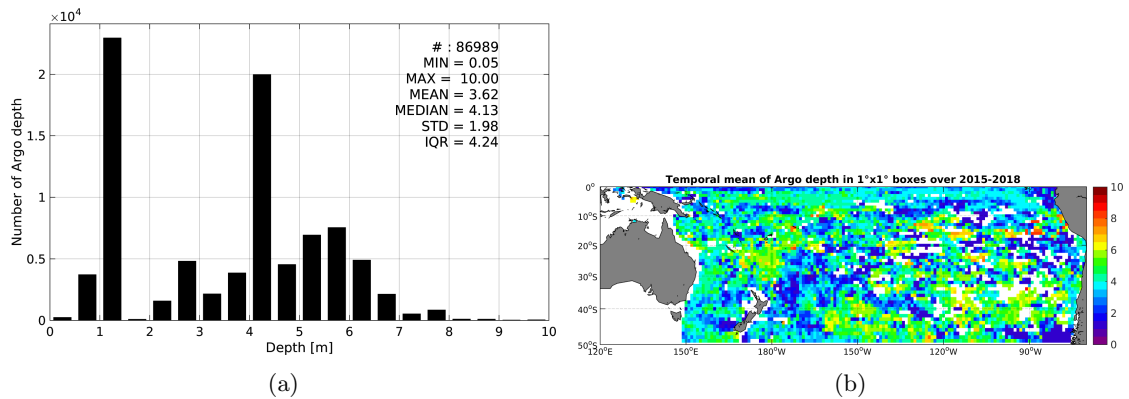 ×10⁴
# : 86989
MIN = 0.05
MAX = 10.00
MEAN = 3.62
MEDIAN = 4.13
STD = 1.98
IQR = 4.24
2
1.5
1
0.5
0
0 1 2 3 4 5 6 7 8 9 10
Number of Argo depth
Depth [m]
(a)
Temporal mean of Argo depth in 1°x1° boxes over 2015-2018
0°
10°S
20°S
30°S
40°S
50°S
120°E 150°E 180°W 150°W 120°W 90°W
10
8
6
4
2
0
(b)